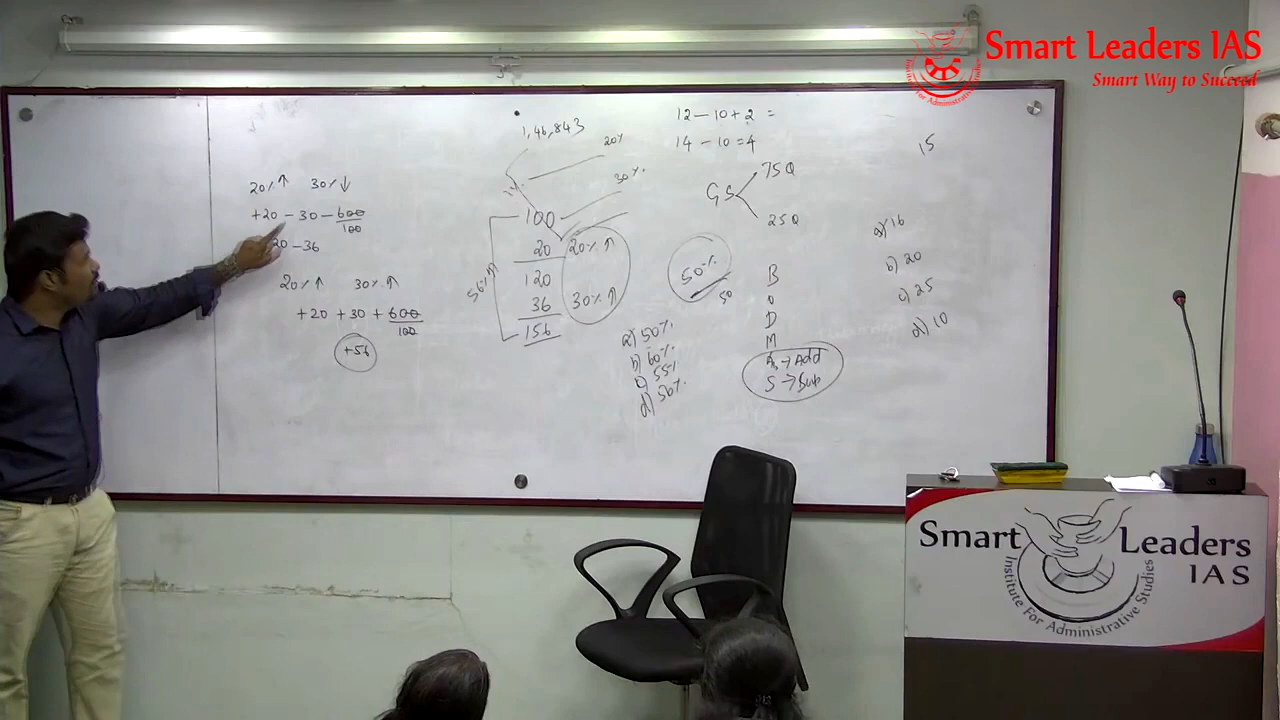 Smart Leaders IAS
Smart Way to Succeed
12 - 10 + 2 =
14 - 10 = 4
1,46,843
20%
30%
15
20% ↑ 30% ↓
+20 - 30 - 600/100
20 - 36
20% ↑ 30% ↑
+20 +30 + 600/100
+56
56% ↑
100
20 20% ↑
120
36 30% ↑
156
50%
50
a) 50%
b) 60%
c) 55%
d) 56%
GS
75Q
25Q
B
O
D
M
A → Add
S → Sub
a) 16
b) 20
c) 25
d) 10
Smart Leaders
IAS
Institute For Administrative Studies